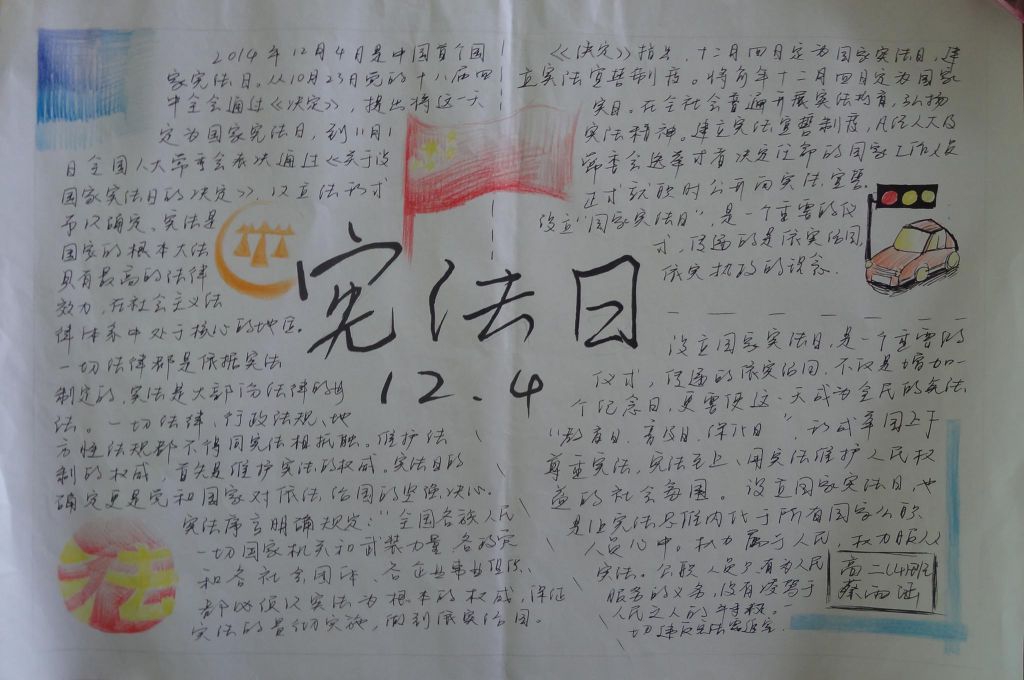 2014年12月4日是中国首个国
家宪法日。从10月23日党的十八届四
中全会通过《决定》，提出将这一天
定为国家宪法日，到11月1
日全国人大常委会表决通过《关于设
国家宪法日的决定》，以立法形式
予以确定、宪法是
国家的根本大法
具有最高的法律
效力，在社会主义法
律体系中处于核心的地位。
一切法律都是依据宪法
制定的，宪法是大部份法律的母
法。一切法律、行政法规、地
方性法规都不得同宪法相抵触。维护法
制的权威，首先是维护宪法的权威。宪法日的
确定更是党和国家对依法治国的坚强决心。
宪法序言明确规定："全国各族人民
一切国家机关和武装力量各政党
和各社会团体、各企业事业组织、
都必须以宪法为根本的权威，保证
宪法的贯彻实施，做到依宪治国。
宪法日
12.4
《决定》指出，十二月四日定为国家宪法日，建
立宪法宣誓制度。将每年十二月四定为国家
宪日。在全社会普遍开展宪法教育，弘扬
宪法精神。建立宪法宣誓制度，凡经人大及
常委会选举或者决定任命的国家工作人员
正式就职时公开向宪法宣誓。
设立"国家宪法日"，是一个重要的仪
式，传递的是依宪法国，
依宪执政的理念．
设立国家宪法日，是一个重要的
仪式，传递的依宪治国，不仅是增加一
个纪念日，更要使这一天成为全民的宪法
"教育日、普及日、深化日"，形成举国上下
尊重宪法，宪法至上、用宪法维护人民权
益的社会氛围。设立国家宪法日，也
是让宪法思维内化于所有国家公职
人员心中。权力属于人民，权力服从
宪法。公职人员只有为人民
服务的义务，没有凌驾于
人民之人的特权。一
切违反宪法需追究．
高二(4)班
蔡雨
法